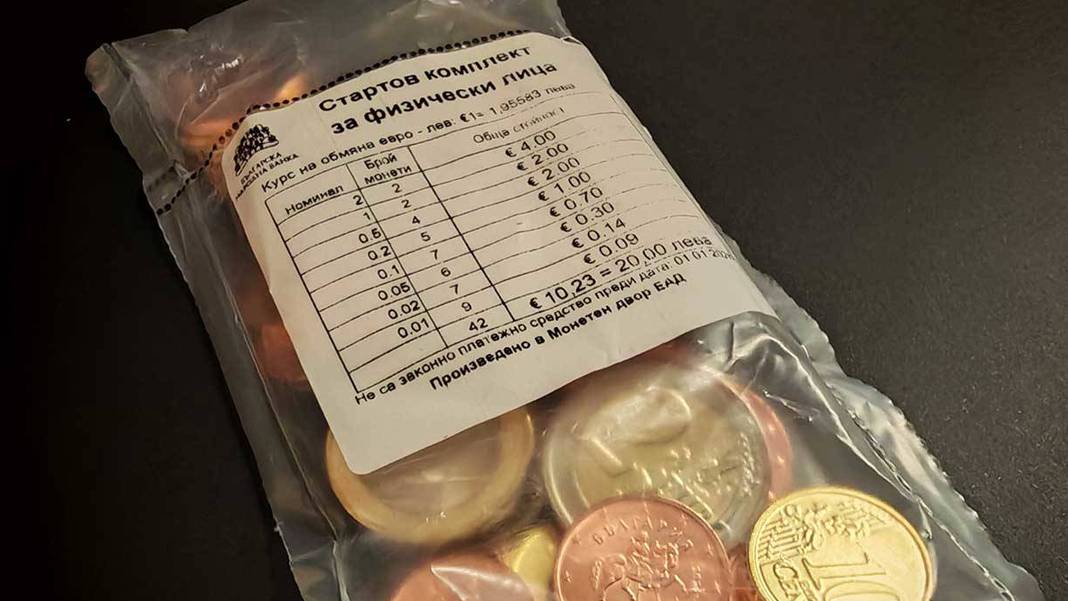 Стартов комплект
за физически лица
БЪЛГАРСКА
НАРОДНА БАНКА
Курс на обмяна евро - лев: €1= 1,95583 лева
Номинал Брой монети Обща стойност
2 2 € 4.00
1 2 € 2.00
0.5 4 € 2.00
0.2 5 € 1.00
0.1 7 € 0.70
0.05 6 € 0.30
0.02 7 € 0.14
0.01 9 € 0.09
42 € 10,23 = 20,00 лева
Не са законно платежно средство преди дата: 01.01.2026
Произведено в Монетен двор ЕАД
10